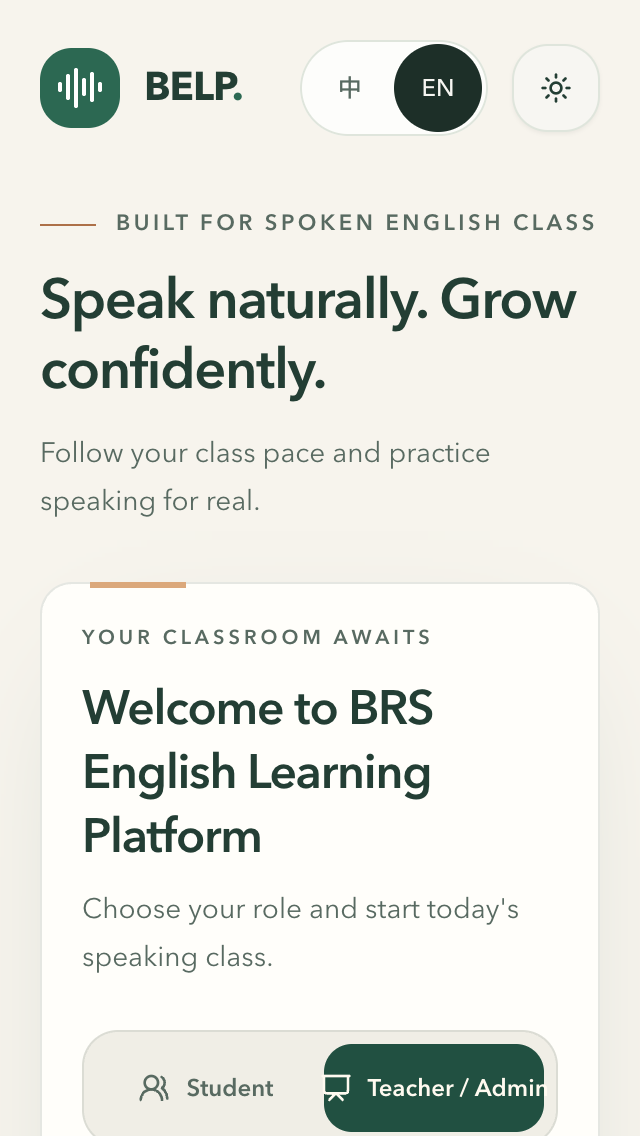 BELP.
中 EN
BUILT FOR SPOKEN ENGLISH CLASS
Speak naturally. Grow
confidently.
Follow your class pace and practice
speaking for real.
YOUR CLASSROOM AWAITS
Welcome to BRS
English Learning
Platform
Choose your role and start today's
speaking class.
Student Teacher / Admin